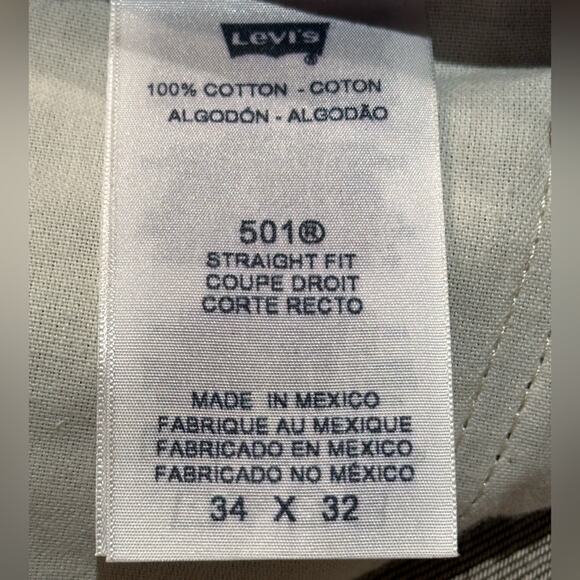 Levi's
®
100% COTTON - COTON
ALGODÓN - ALGODÃO
501®
STRAIGHT FIT
COUPE DROIT
CORTE RECTO
MADE IN MEXICO
FABRIQUE AU MEXIQUE
FABRICADO EN MÉXICO
FABRICADO NO MÉXICO
34 X 32